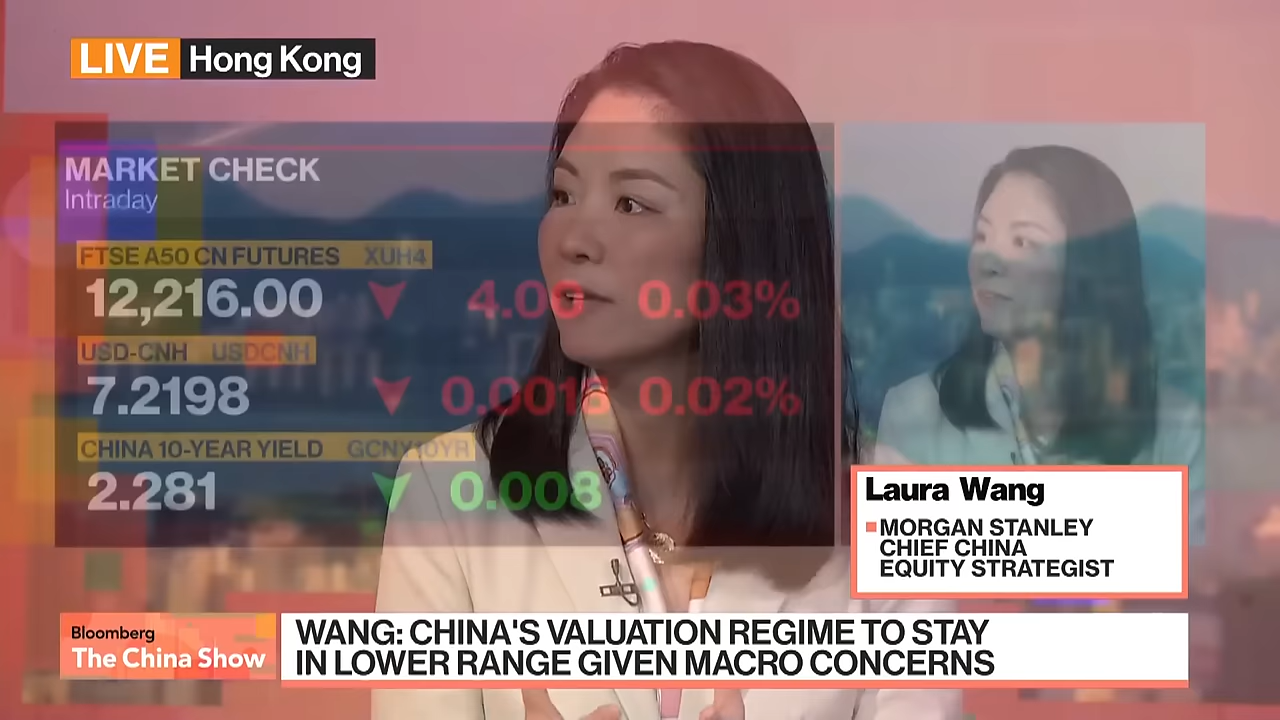 LIVE Hong Kong
MARKET CHECK
Intraday
FTSE A50 CN FUTURES XUH4
12,216.00 4.00 0.03%
USD-CNH USDCNH
7.2198 0.02%
CHINA 10-YEAR YIELD GCNY10YR
2.281 0.008
Laura Wang
MORGAN STANLEY
CHIEF CHINA
EQUITY STRATEGIST
Bloomberg
The China Show
WANG: CHINA'S VALUATION REGIME TO STAY
IN LOWER RANGE GIVEN MACRO CONCERNS